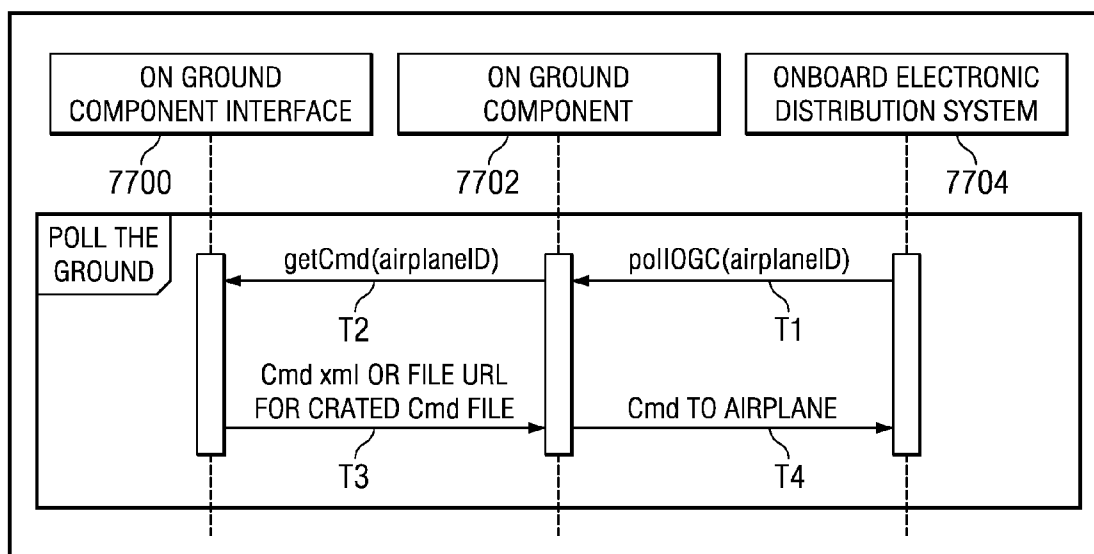 ON GROUND
COMPONENT INTERFACE
ON GROUND
COMPONENT
ONBOARD ELECTRONIC
DISTRIBUTION SYSTEM
7700
7702
7704
POLL THE
GROUND
getCmd(airplaneID)
pollOGC(airplaneID)
T2
T1
Cmd xml OR FILE URL
FOR CRATED Cmd FILE
Cmd TO AIRPLANE
T3
T4